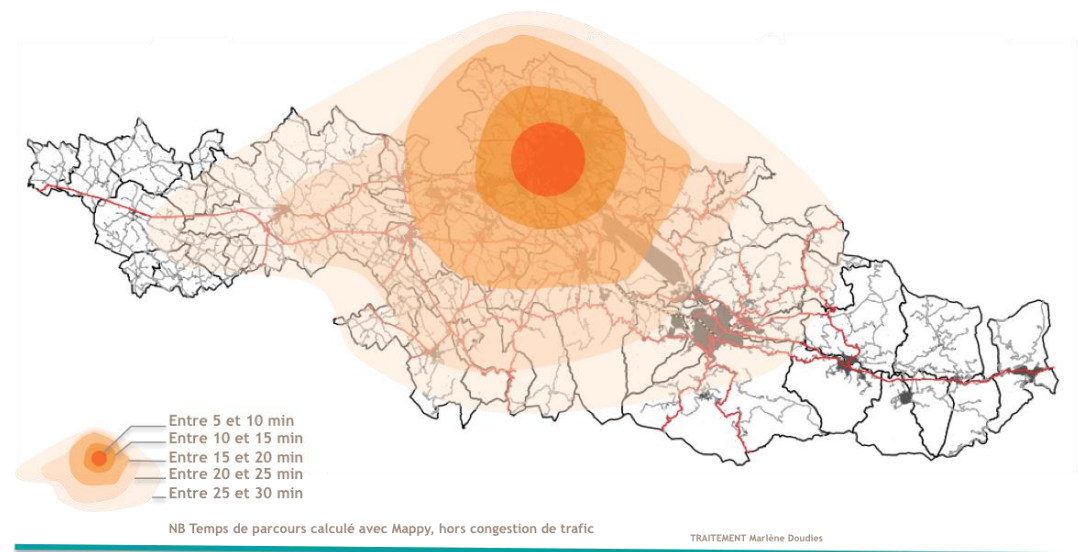 Entre 5 et 10 min
Entre 10 et 15 min
Entre 15 et 20 min
Entre 20 et 25 min
Entre 25 et 30 min
NB Temps de parcours calculé avec Mappy, hors congestion de trafic
TRAITEMENT Marlène Doudies